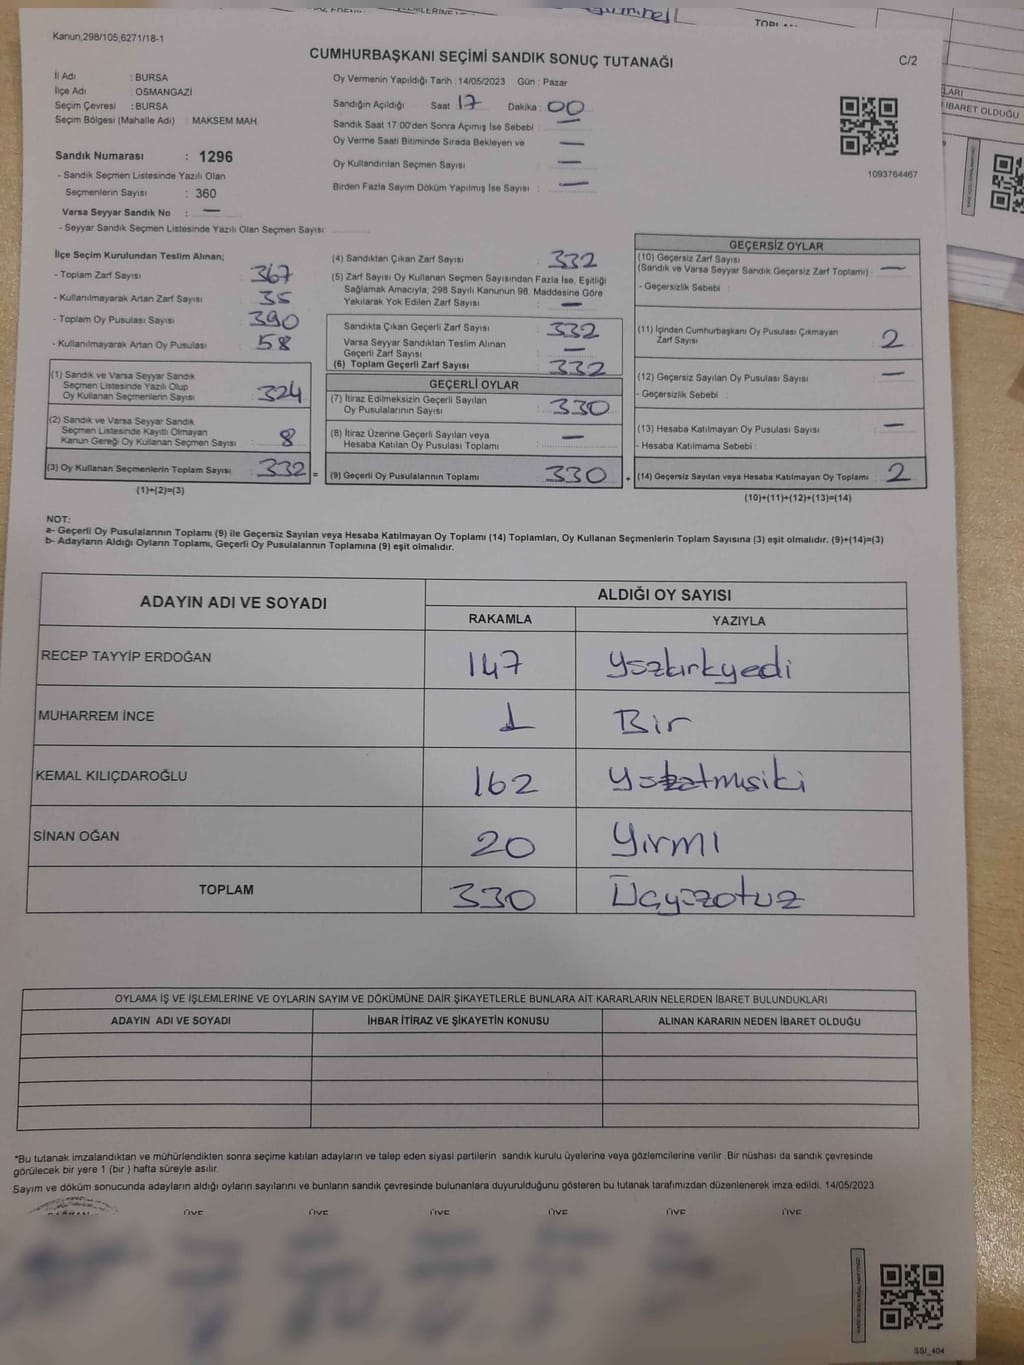 Kanun;298/105,6271/18-1
CUMHURBAŞKANI SEÇİMİ SANDIK SONUÇ TUTANAĞI
C/2
İl Adı : BURSA
İlçe Adı : OSMANGAZİ
Seçim Çevresi : BURSA
Seçim Bölgesi (Mahalle Adı) : MAKSEM MAH.
Oy Vermenin Yapıldığı Tarih : 14/05/2023 Gün : Pazar
Sandığın Açıldığı Saat : 17 Dakika : 00
Sandık Saat 17:00'den Sonra Açımış İse Sebebi : —
Oy Verme Saati Bitiminde Sırada Bekleyen ve —
Oy Kullandırılan Seçmen Sayısı : —
Birden Fazla Sayım Döküm Yapılmış İse Sayısı : —
1093764467
Sandık Numarası : 1296
- Sandık Seçmen Listesinde Yazılı Olan
Seçmenlerin Sayısı : 360
Varsa Seyyar Sandık No : —
- Seyyar Sandık Seçmen Listesinde Yazılı Olan Seçmen Sayısı:
İlçe Seçim Kurulundan Teslim Alınan;
- Toplam Zarf Sayısı : 367
- Kullanılmayarak Artan Zarf Sayısı : 35
- Toplam Oy Pusulası Sayısı : 390
- Kullanılmayarak Artan Oy Pusulası : 58
(1) Sandık ve Varsa Seyyar Sandık
Seçmen Listesinde Yazılı Olup
Oy Kullanan Seçmenlerin Sayısı : 324
(2) Sandık ve Varsa Seyyar Sandık
Seçmen Listesinde Kayıtlı Olmayan
Kanun Gereği Oy Kullanan Seçmen Sayısı : 8
(3) Oy Kullanan Seçmenlerin Toplam Sayısı : 332 =
(1)+(2)=(3)
(4) Sandıktan Çıkan Zarf Sayısı : 332
(5) Zarf Sayısı Oy Kullanan Seçmen Sayısından Fazla İse, Eşitliği
Sağlamak Amacıyla; 298 Sayılı Kanunun 98. Maddesine Göre
Yakılarak Yok Edilen Zarf Sayısı : —
Sandıkta Çıkan Geçerli Zarf Sayısı : 332
Varsa Seyyar Sandıktan Teslim Alınan
Geçerli Zarf Sayısı : —
(6) Toplam Geçerli Zarf Sayısı : 332
GEÇERLİ OYLAR
(7) İtiraz Edilmeksizin Geçerli Sayılan
Oy Pusulalarının Sayısı : 330
(8) İtiraz Üzerine Geçerli Sayılan veya
Hesaba Katılan Oy Pusulası Toplamı : —
(9) Geçerli Oy Pusulalarının Toplamı : 330 +
GEÇERSİZ OYLAR
(10) Geçersiz Zarf Sayısı
(Sandık ve Varsa Seyyar Sandık Geçersiz Zarf Toplamı) : —
- Geçersizlik Sebebi :
(11) İçinden Cumhurbaşkanı Oy Pusulası Çıkmayan
Zarf Sayısı : 2
(12) Geçersiz Sayılan Oy Pusulası Sayısı : —
- Geçersizlik Sebebi :
(13) Hesaba Katılmayan Oy Pusulası Sayısı : —
- Hesaba Katılmama Sebebi :
(14) Geçersiz Sayılan veya Hesaba Katılmayan Oy Toplamı : 2
(10)+(11)+(12)+(13)=(14)
NOT:
a- Geçerli Oy Pusulalarının Toplamı (9) ile Geçersiz Sayılan veya Hesaba Katılmayan Oy Toplamı (14) Toplamları, Oy Kullanan Seçmenlerin Toplam Sayısına (3) eşit olmalıdır. (9)+(14)=(3)
b- Adayların Aldığı Oyların Toplamı, Geçerli Oy Pusulalarının Toplamına (9) eşit olmalıdır.
ADAYIN ADI VE SOYADI
ALDIĞI OY SAYISI
RAKAMLA YAZIYLA
RECEP TAYYİP ERDOĞAN 147 Yüzkırkyedi
MUHARREM İNCE 1 Bir
KEMAL KILIÇDAROĞLU 162 Yüzatmışiki
SİNAN OĞAN 20 Yirmi
TOPLAM 330 Üçyüzotuz
OYLAMA İŞ VE İŞLEMLERİNE VE OYLARIN SAYIM VE DÖKÜMÜNE DAİR ŞİKAYETLERLE BUNLARA AİT KARARLARIN NELERDEN İBARET BULUNDUKLARI
ADAYIN ADI VE SOYADI İHBAR İTİRAZ VE ŞİKAYETİN KONUSU ALINAN KARARIN NEDEN İBARET OLDUĞU
*Bu tutanak imzalandıktan ve mühürlendikten sonra seçime katılan adayların ve talep eden siyasi partilerin sandık kurulu üyelerine veya gözlemcilerine verilir. Bir nüshası da sandık çevresinde
görülecek bir yere 1 (bir ) hafta süreyle asılır.
Sayım ve döküm sonucunda adayların aldığı oyların sayılarını ve bunların sandık çevresinde bulunanlara duyurulduğunu gösteren bu tutanak tarafımızdan düzenlenerek imza edildi. 14/05/2023
BAŞKAN ÜYE ÜYE ÜYE ÜYE ÜYE ÜYE
SSI_404
İBARET OLDUĞU